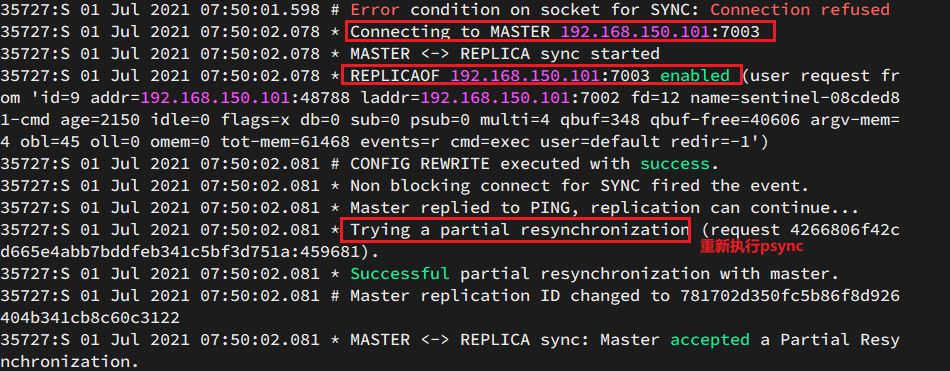 35727:S 01 Jul 2021 07:50:01.598 # Error condition on socket for SYNC: Connection refused
35727:S 01 Jul 2021 07:50:02.078 * Connecting to MASTER 192.168.150.101:7003
35727:S 01 Jul 2021 07:50:02.078 * MASTER <-> REPLICA sync started
35727:S 01 Jul 2021 07:50:02.078 * REPLICAOF 192.168.150.101:7003 enabled (user request fr
om 'id=9 addr=192.168.150.101:48788 laddr=192.168.150.101:7002 fd=12 name=sentinel-08cded8
1-cmd age=2150 idle=0 flags=x db=0 sub=0 psub=0 multi=4 qbuf=348 qbuf-free=40606 argv-mem=
4 obl=45 oll=0 omem=0 tot-mem=61468 events=r cmd=exec user=default redir=-1')
35727:S 01 Jul 2021 07:50:02.081 # CONFIG REWRITE executed with success.
35727:S 01 Jul 2021 07:50:02.081 * Non blocking connect for SYNC fired the event.
35727:S 01 Jul 2021 07:50:02.081 * Master replied to PING, replication can continue...
35727:S 01 Jul 2021 07:50:02.081 * Trying a partial resynchronization (request 4266806f42c
d665e4abb7bddfeb341c5bf3d751a:459681).
重新执行psync
35727:S 01 Jul 2021 07:50:02.081 * Successful partial resynchronization with master.
35727:S 01 Jul 2021 07:50:02.081 # Master replication ID changed to 781702d350fc5b86f8d926
404b341cb8c60c3122
35727:S 01 Jul 2021 07:50:02.081 * MASTER <-> REPLICA sync: Master accepted a Partial Resy
nchronization.